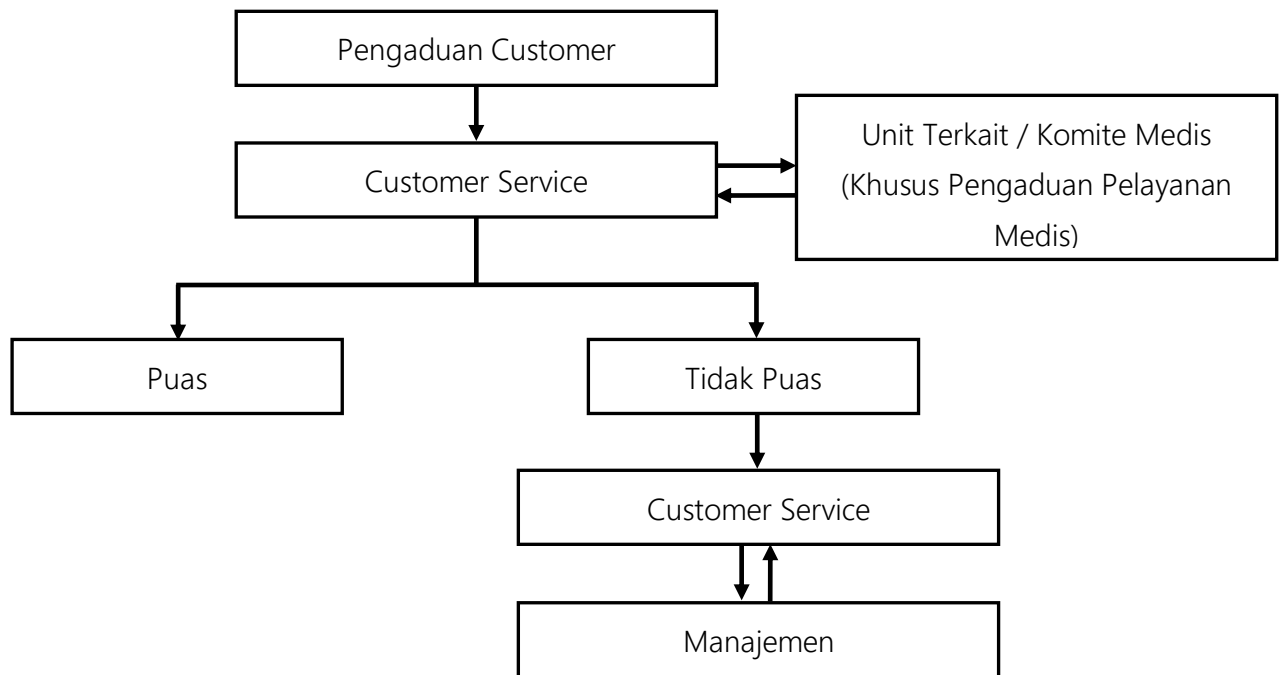 Pengaduan Customer
Customer Service
Unit Terkait / Komite Medis
(Khusus Pengaduan Pelayanan
Medis)
Puas
Tidak Puas
Customer Service
Manajemen